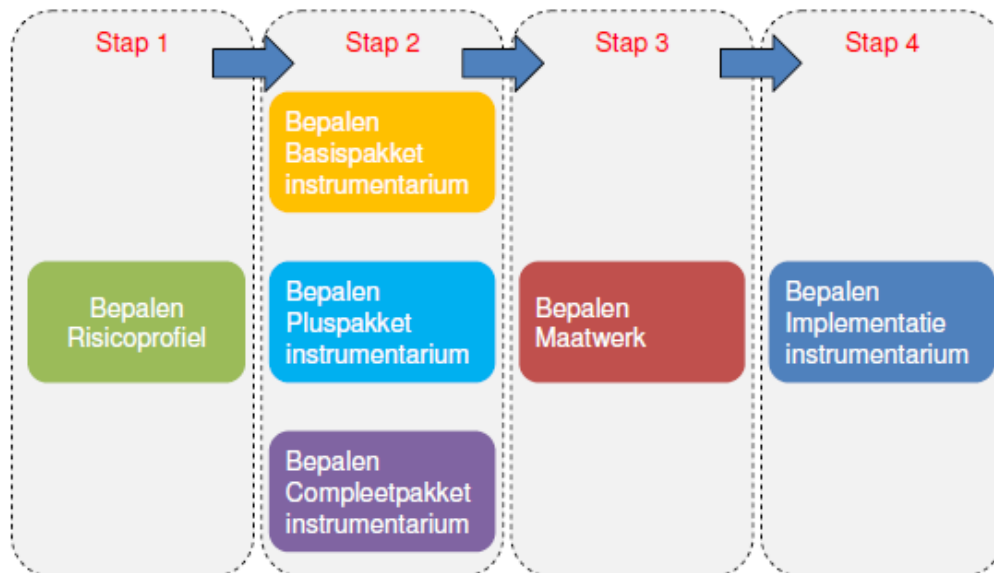 Stap 1
Stap 2
Stap 3
Stap 4
Bepalen
Risicoprofiel
Bepalen
Basispakket
instrumentarium
Bepalen
Pluspakket
instrumentarium
Bepalen
Compleetpakket
instrumentarium
Bepalen
Maatwerk
Bepalen
Implementatie
instrumentarium